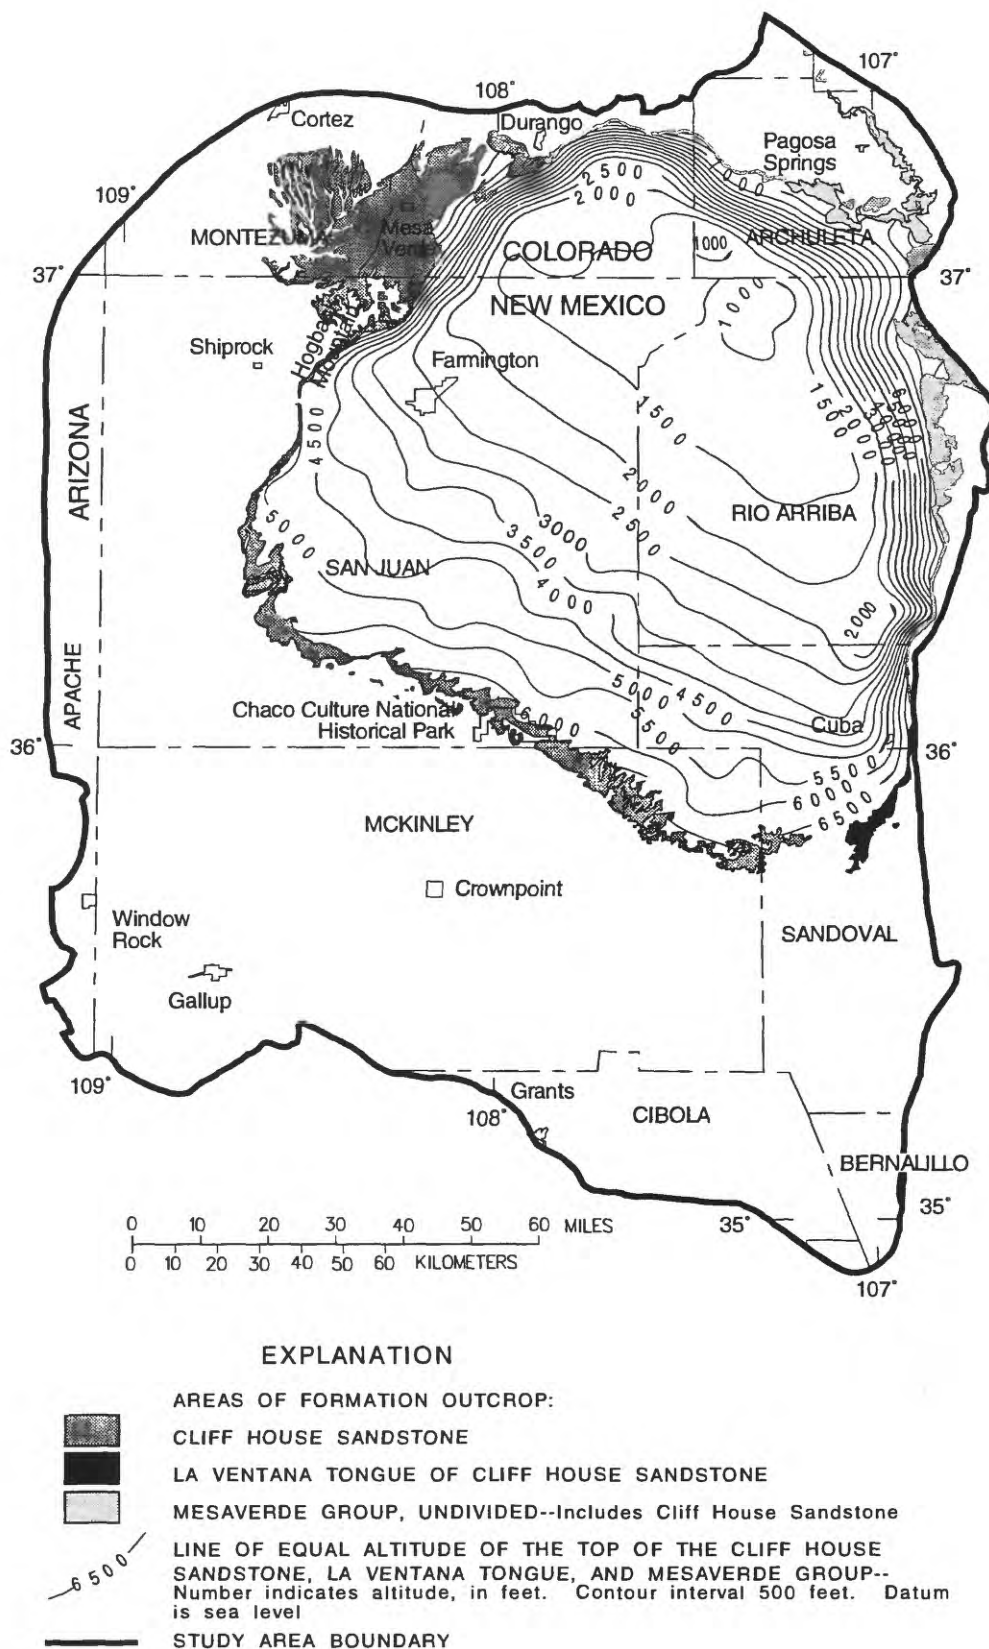 107°
108°
Cortez
Durango
Pagosa
Springs
109°
2500
2000
000
MONTEZUMA
Mesa
Verde
COLORADO
1000
ARCHULETA
37°
37°
NEW MEXICO
1000
Shiprock
Hogback
Mountain
Farmington
ARIZONA
4500
1500
1500
2000
6000
2000
5000
3000
2500
RIO ARRIBA
3500
SAN JUAN
4000
2000
APACHE
5000
4500
Chaco Culture National
Historical Park
6000
5500
Cuba
36°
36°
5500
6000
6500
MCKINLEY
Crownpoint
Window
Rock
SANDOVAL
Gallup
109°
108°
Grants
CIBOLA
BERNALILLO
35°
35°
0 10 20 30 40 50 60 MILES
0 10 20 30 40 50 60 KILOMETERS
107°
EXPLANATION
AREAS OF FORMATION OUTCROP:
CLIFF HOUSE SANDSTONE
LA VENTANA TONGUE OF CLIFF HOUSE SANDSTONE
MESAVERDE GROUP, UNDIVIDED--Includes Cliff House Sandstone
6500
LINE OF EQUAL ALTITUDE OF THE TOP OF THE CLIFF HOUSE
SANDSTONE, LA VENTANA TONGUE, AND MESAVERDE GROUP--
Number indicates altitude, in feet. Contour interval 500 feet. Datum
is sea level
STUDY AREA BOUNDARY